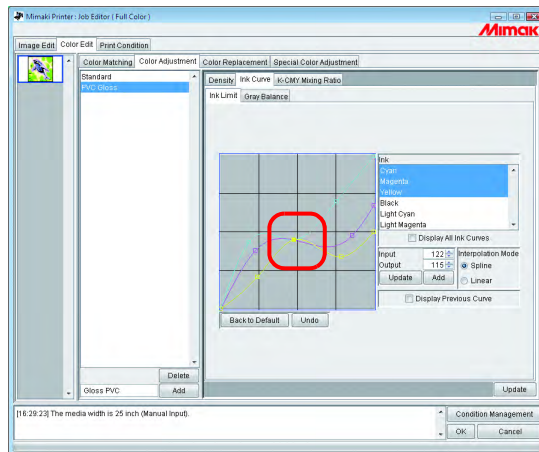 Mimaki Printer : Job Editor ( Full Color )
Mimaki
Image Edit Color Edit Print Condition
Color Matching Color Adjustment Color Replacement Special Color Adjustment
Standard
PVC Gloss
Density Ink Curve K-CMY Mixing Ratio
Ink Limit Gray Balance
Ink
Cyan
Magenta
Yellow
Black
Light Cyan
Light Magenta
Display All Ink Curves
Input 122
Output 115
Update Add
Interpolation Mode
Spline
Linear
Display Previous Curve
Back to Default Undo
Delete
Gloss PVC Add
Update
[16:29:23] The media width is 25 inch (Manual Input).
Condition Management
OK Cancel